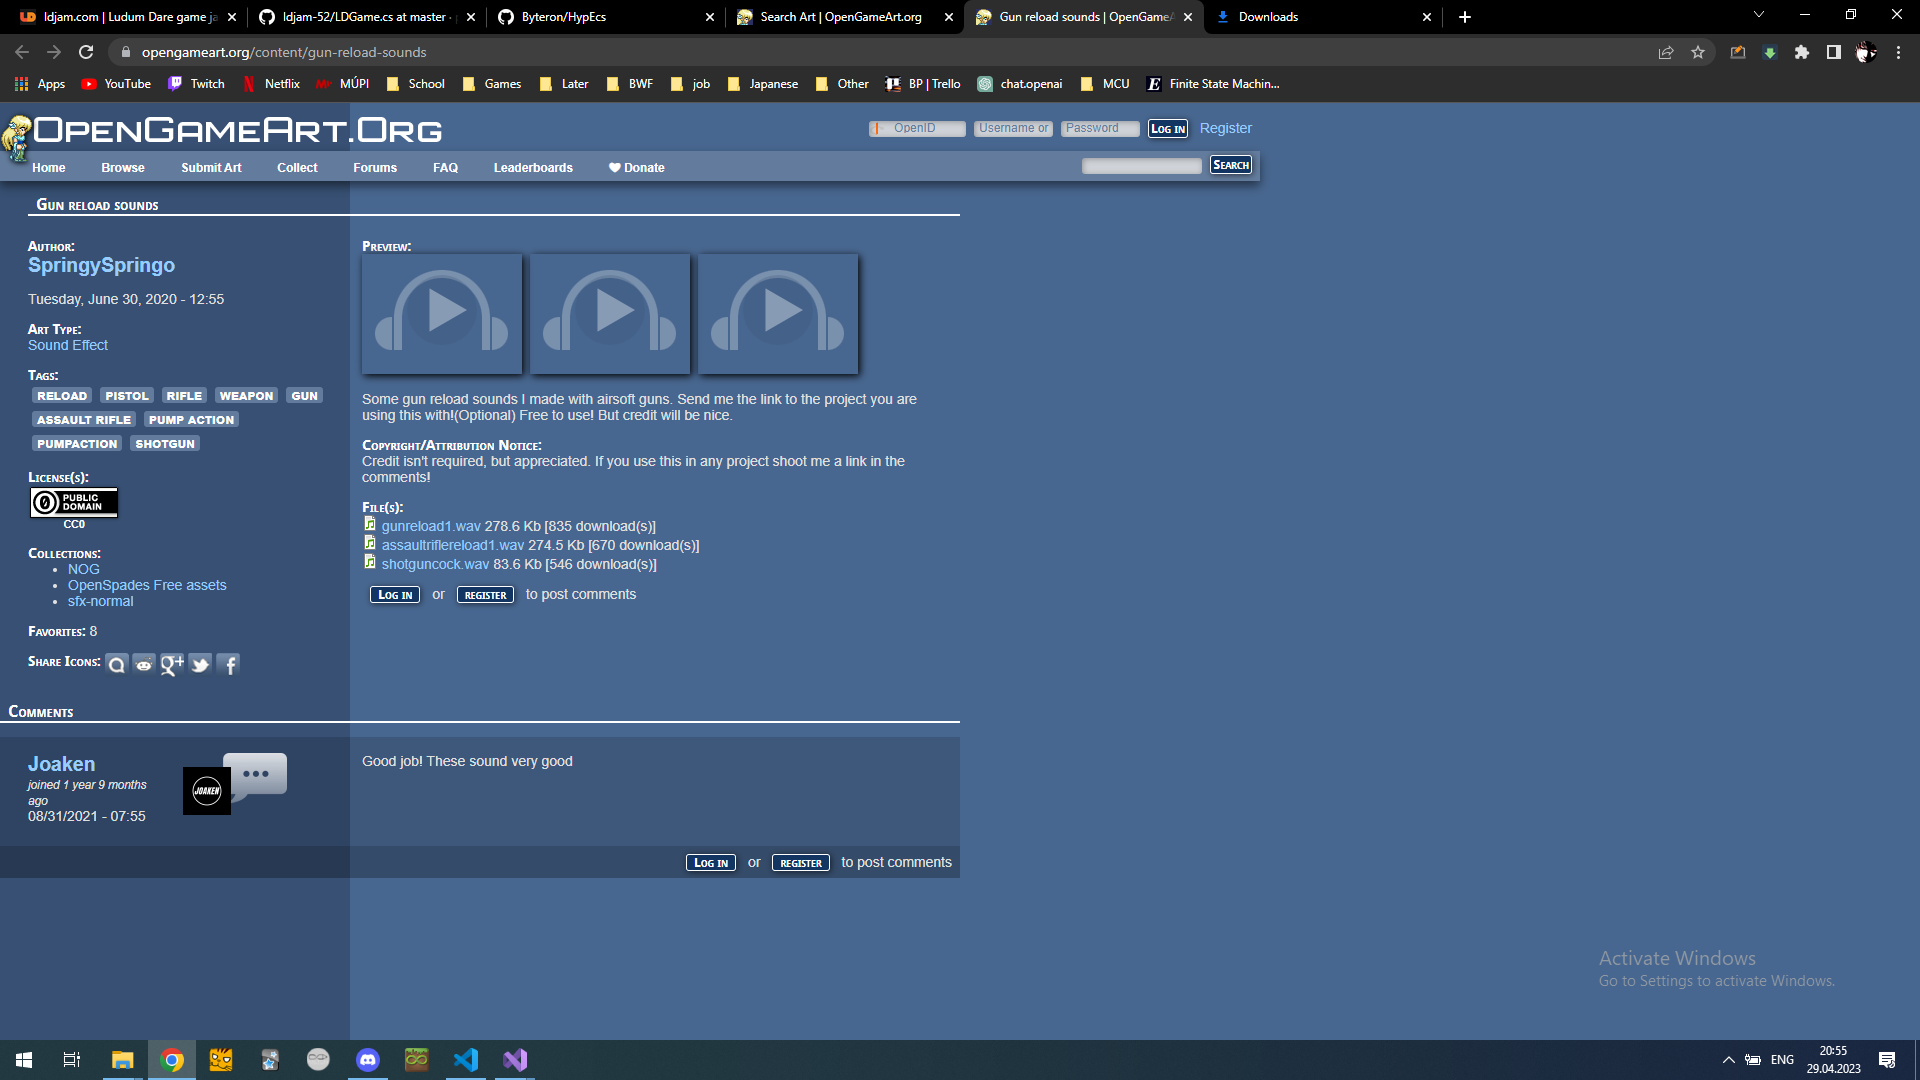 ldjam.com | Ludum Dare game ja
ldjam-52/LDGame.cs at master ·
Byteron/HypEcs
Search Art | OpenGameArt.org
Gun reload sounds | OpenGameA
Downloads
opengameart.org/content/gun-reload-sounds
Apps
YouTube
Twitch
Netflix
MÚPI
School
Games
Later
BWF
job
Japanese
Other
BP | Trello
chat.openai
MCU
Finite State Machin...
OpenGameArt.Org
OpenID
Username or
Password
Log in
Register
Home
Browse
Submit Art
Collect
Forums
FAQ
Leaderboards
Donate
Search
Gun reload sounds
Author:
SpringySpringo
Tuesday, June 30, 2020 - 12:55
Art Type:
Sound Effect
Tags:
RELOAD PISTOL RIFLE WEAPON GUN
ASSAULT RIFLE PUMP ACTION
PUMPACTION SHOTGUN
License(s):
PUBLIC
DOMAIN
CC0
Collections:
NOG
OpenSpades Free assets
sfx-normal
Favorites: 8
Share Icons:
Preview:
Some gun reload sounds I made with airsoft guns. Send me the link to the project you are
using this with!(Optional) Free to use! But credit will be nice.
Copyright/Attribution Notice:
Credit isn't required, but appreciated. If you use this in any project shoot me a link in the
comments!
File(s):
gunreload1.wav 278.6 Kb [835 download(s)]
assaultriflereload1.wav 274.5 Kb [670 download(s)]
shotguncock.wav 83.6 Kb [546 download(s)]
Log in or register to post comments
Comments
Joaken
joined 1 year 9 months
ago
08/31/2021 - 07:55
JOAKEN
Good job! These sound very good
Log in or register to post comments
Activate Windows
Go to Settings to activate Windows.
ENG
20:55
29.04.2023